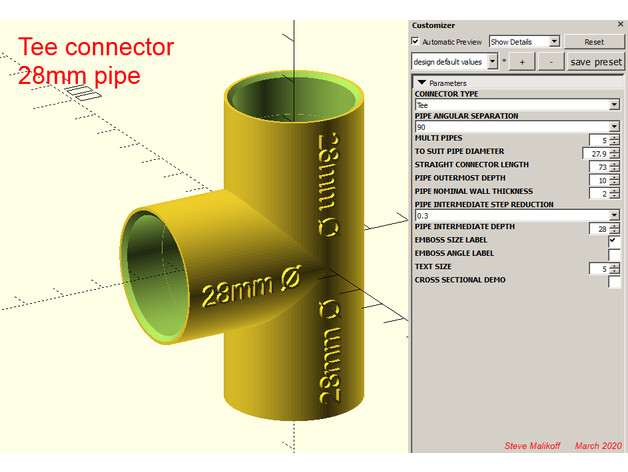 Tee connector
28mm pipe
28mm Ø
28mm Ø
28mm Ø
Customizer
Automatic Preview
Show Details
Reset
design default values
*
+
-
save preset
Parameters
CONNECTOR TYPE
Tee
PIPE ANGULAR SEPARATION
90
MULTI PIPES 5
TO SUIT PIPE DIAMETER 27.9
STRAIGHT CONNECTOR LENGTH 73
PIPE OUTERMOST DEPTH 10
PIPE NOMINAL WALL THICKNESS 2
PIPE INTERMEDIATE STEP REDUCTION
0.3
PIPE INTERMEDIATE DEPTH 28
EMBOSS SIZE LABEL
EMBOSS ANGLE LABEL
TEXT SIZE 5
CROSS SECTIONAL DEMO
Steve Malikoff March 2020